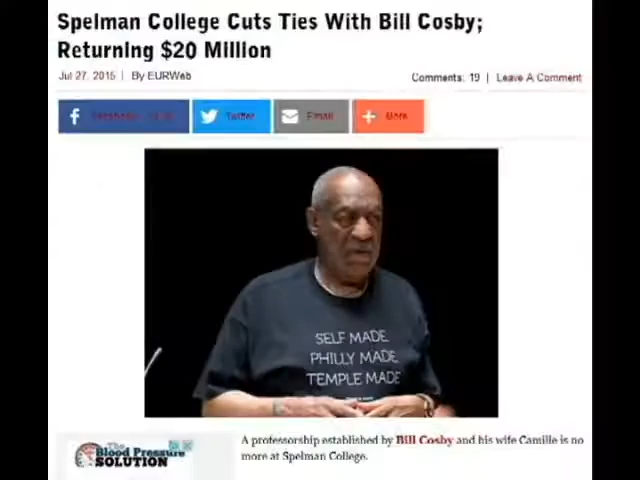 Spelman College Cuts Ties With Bill Cosby;
Returning $20 Million
Jul 27, 2015 | By EURWeb
Comments: 19 | Leave A Comment
Facebook
Twitter
Email
More
SELF MADE
PHILLY MADE
TEMPLE MADE
The
Blood Pressure
SOLUTION
A professorship established by Bill Cosby and his wife Camille is no
more at Spelman College.